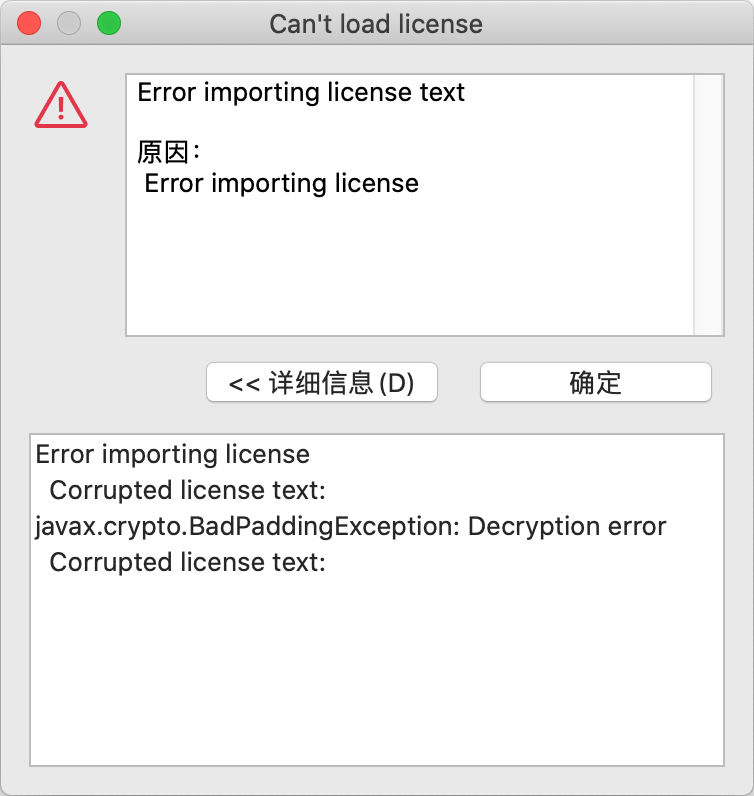 Can't load license
Error importing license text
原因：
Error importing license
<< 详细信息(D)
确定
Error importing license
Corrupted license text:
javax.crypto.BadPaddingException: Decryption error
Corrupted license text: